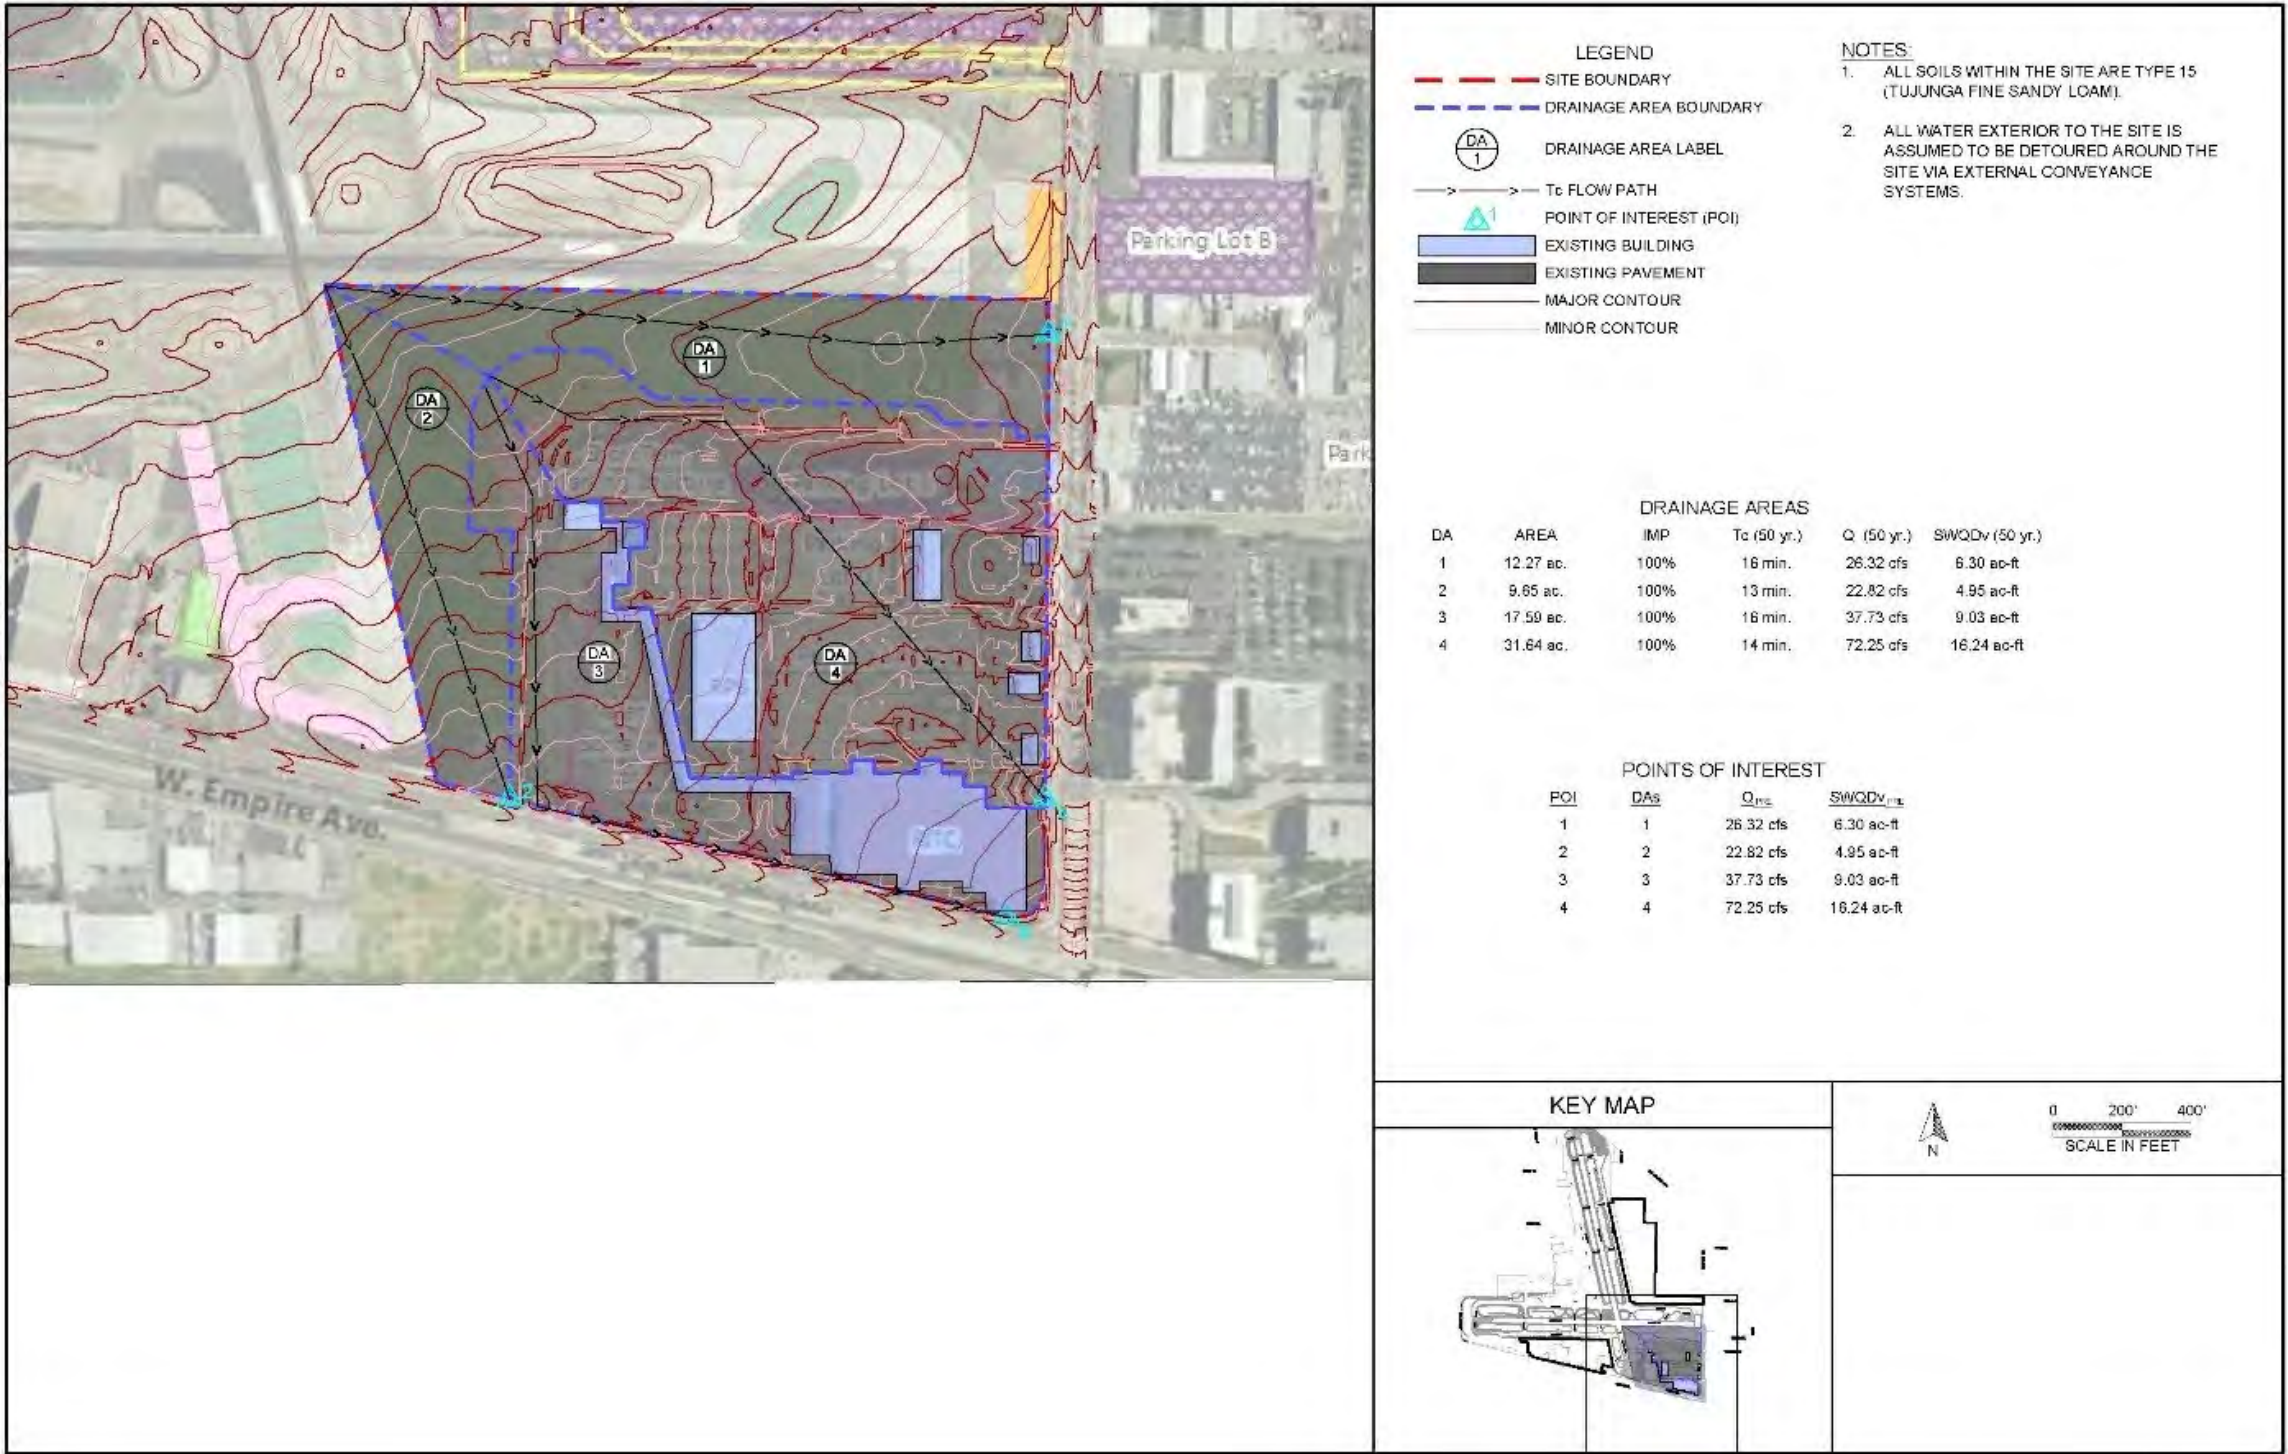 Parking Lot B
Park
DA
1
DA
2
DA
3
DA
4
2
W. Empire Ave.
LEGEND
SITE BOUNDARY
DRAINAGE AREA BOUNDARY
DA
1
DRAINAGE AREA LABEL
Tc FLOW PATH
1
POINT OF INTEREST (POI)
EXISTING BUILDING
EXISTING PAVEMENT
MAJOR CONTOUR
MINOR CONTOUR
NOTES:
1. ALL SOILS WITHIN THE SITE ARE TYPE 15
(TUJUNGA FINE SANDY LOAM).
2. ALL WATER EXTERIOR TO THE SITE IS
ASSUMED TO BE DETOURED AROUND THE
SITE VIA EXTERNAL CONVEYANCE
SYSTEMS.
DRAINAGE AREAS
DA AREA IMP Tc (50 yr.) Q (50 yr.) SWQDv (50 yr.)
1 12.27 ac. 100% 16 min. 26.32 cfs 6.30 ac-ft
2 9.65 ac. 100% 13 min. 22.82 cfs 4.95 ac-ft
3 17.59 ac. 100% 16 min. 37.73 cfs 9.03 ac-ft
4 31.64 ac. 100% 14 min. 72.25 cfs 16.24 ac-ft
POINTS OF INTEREST
POI DAs Q SWQDv
1 1 26.32 cfs 6.30 ac-ft
2 2 22.82 cfs 4.95 ac-ft
3 3 37.73 cfs 9.03 ac-ft
4 4 72.25 cfs 16.24 ac-ft
KEY MAP
N
0 200' 400'
SCALE IN FEET